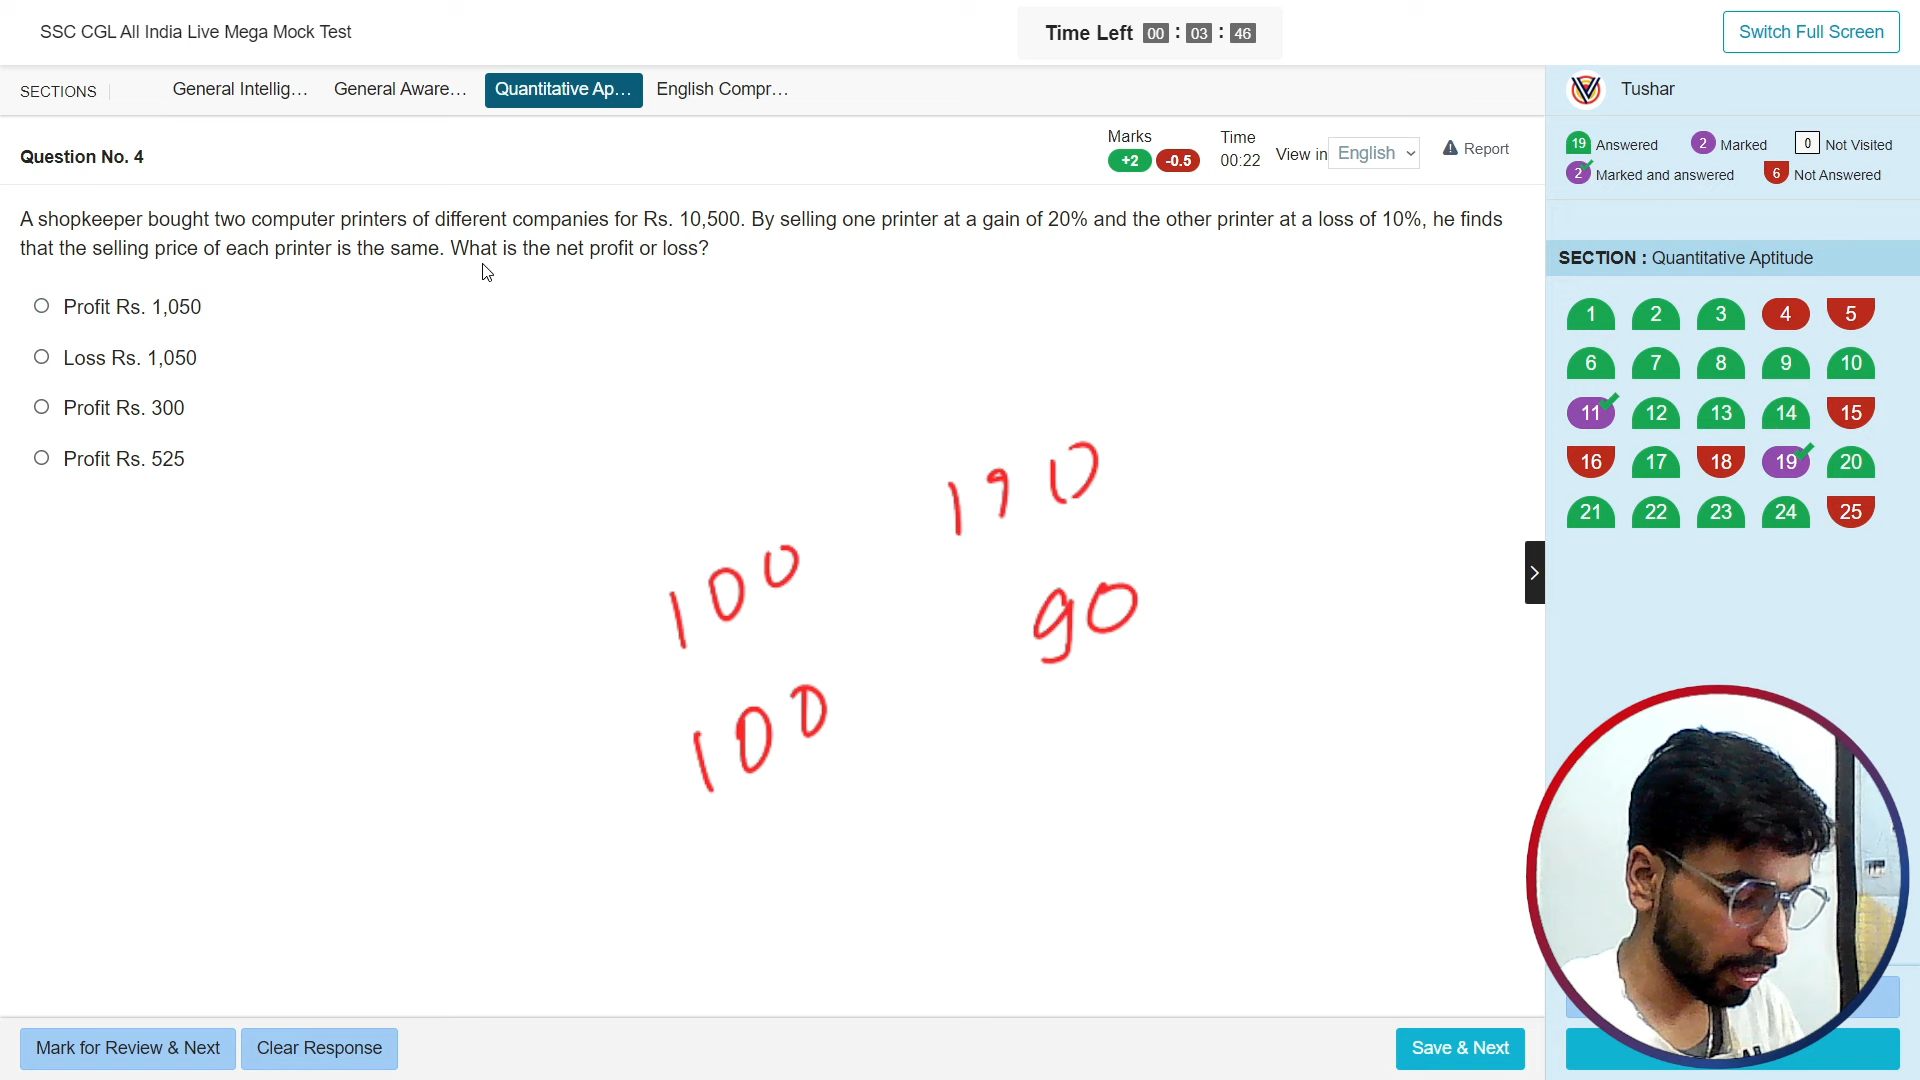 SSC CGL All India Live Mega Mock Test
Time Left 00 : 03 : 46
Switch Full Screen
SECTIONS
General Intellig...
General Aware...
Quantitative Ap...
English Compr...
Tushar
Question No. 4
Marks
+2 -0.5
Time
00:22
View in English
Report
19 Answered
2 Marked
0 Not Visited
2 Marked and answered
6 Not Answered
A shopkeeper bought two computer printers of different companies for Rs. 10,500. By selling one printer at a gain of 20% and the other printer at a loss of 10%, he finds
that the selling price of each printer is the same. What is the net profit or loss?
Profit Rs. 1,050
Loss Rs. 1,050
Profit Rs. 300
Profit Rs. 525
SECTION : Quantitative Aptitude
1 2 3 4 5
6 7 8 9 10
11 12 13 14 15
16 17 18 19 20
21 22 23 24 25
100
90
100
Mark for Review & Next
Clear Response
Save & Next